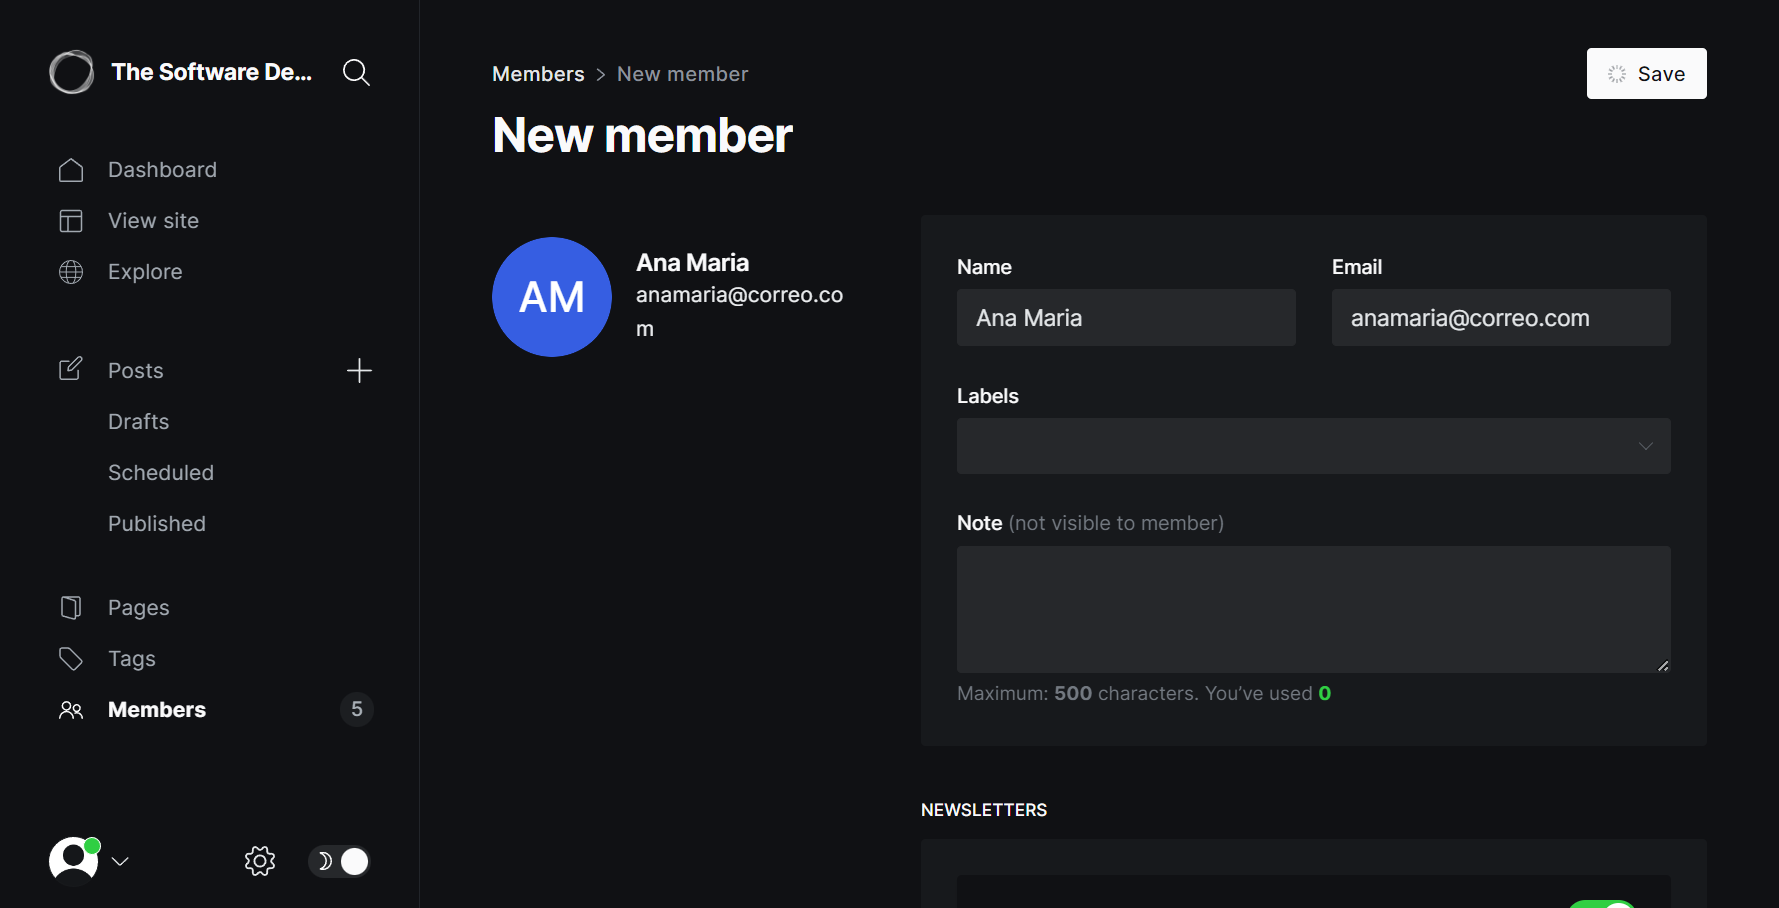 The Software De...
Dashboard
View site
Explore
Posts
Drafts
Scheduled
Published
Pages
Tags
Members
5
Members > New member
Save
New member
AM
Ana Maria
anamaria@correo.co
m
Name
Email
Ana Maria
anamaria@correo.com
Labels
Note (not visible to member)
Maximum: 500 characters. You've used 0
NEWSLETTERS